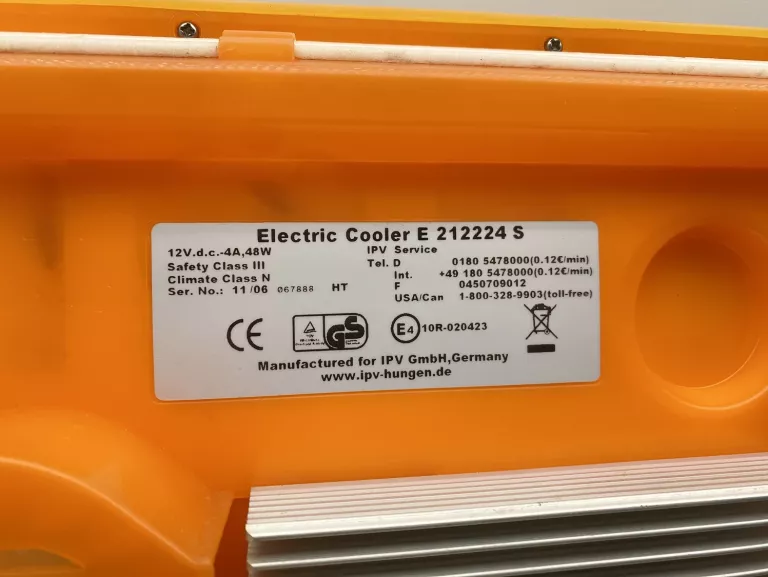 Electric Cooler E 212224 S
12V.d.c.-4A,48W
Safety Class III
Climate Class N
Ser. No.: 11/06 067888 HT
IPV Service
Tel. D 0180 5478000(0.12€/min)
Int. +49 180 5478000(0.12€/min)
F 0450709012
USA/Can 1-800-328-9903(toll-free)
CE
GS
E4 10R-020423
Manufactured for IPV GmbH,Germany
www.ipv-hungen.de